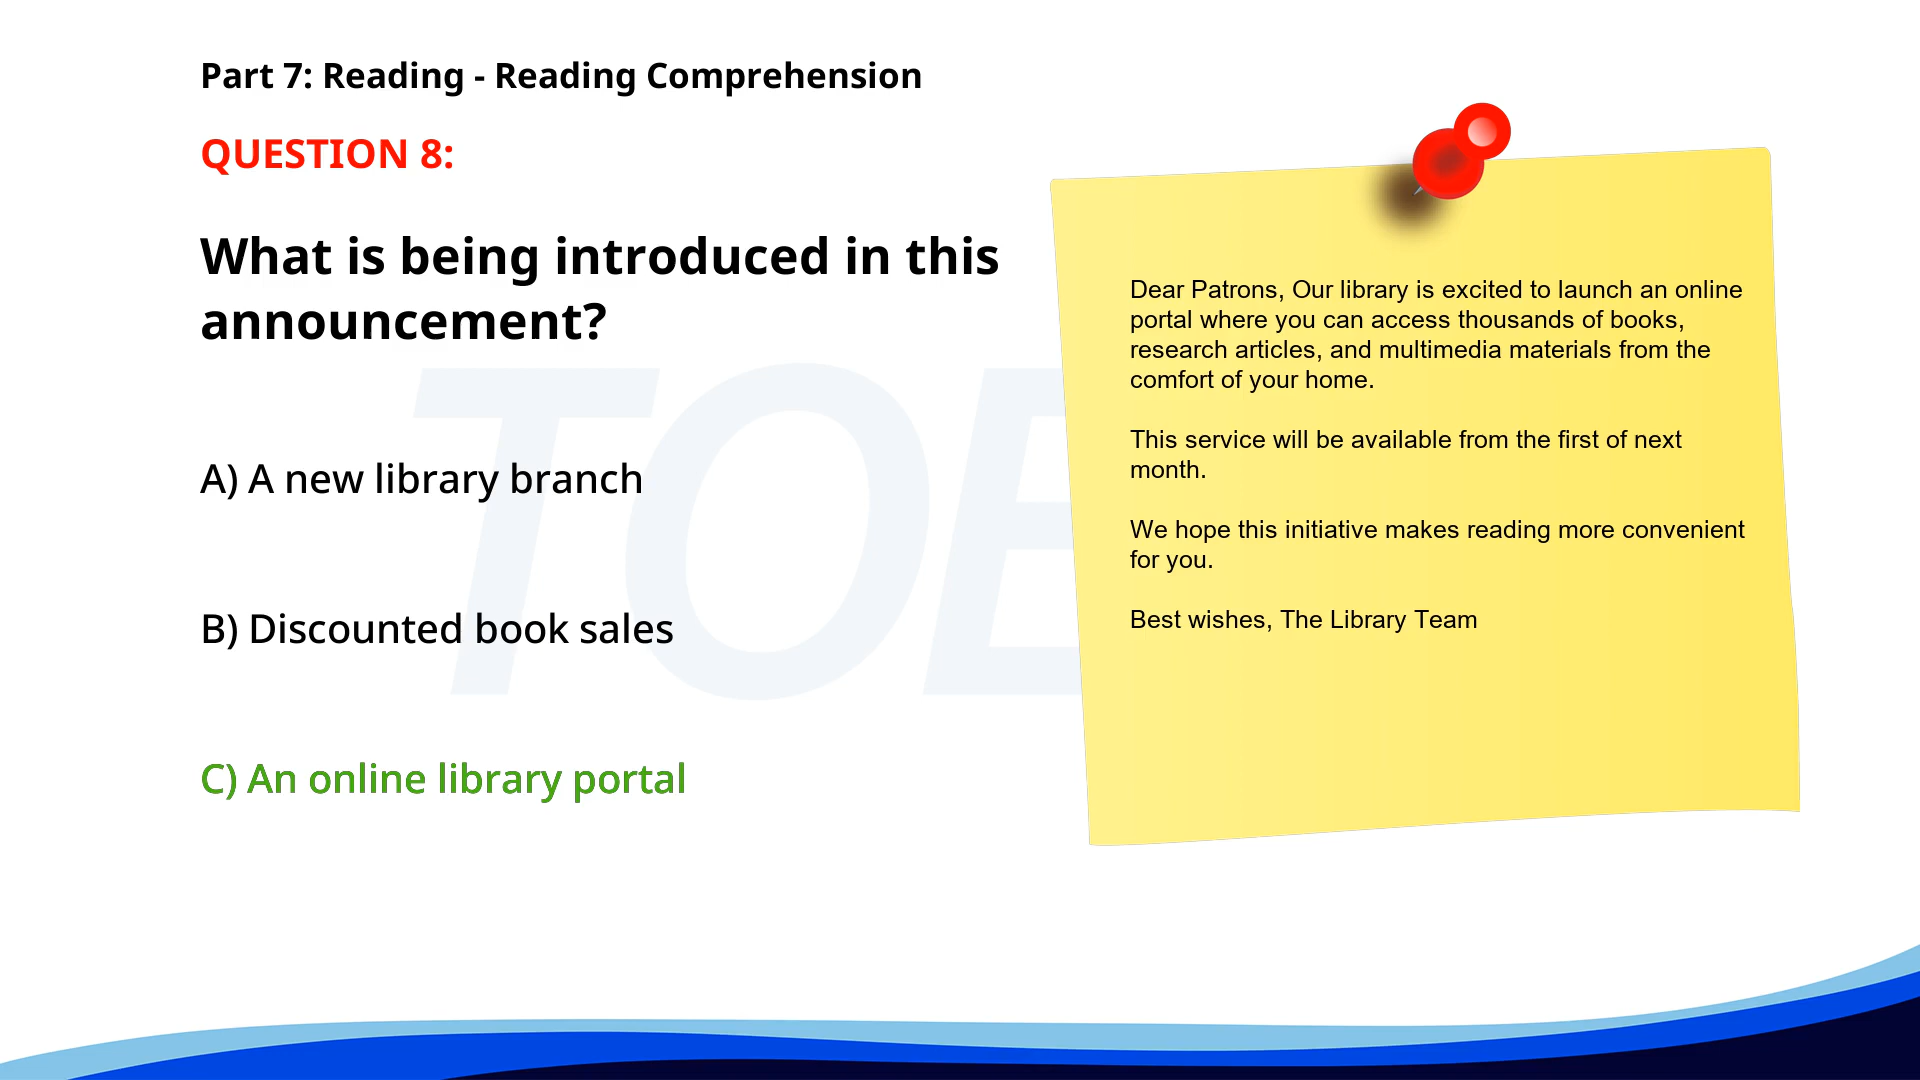 Part 7: Reading - Reading Comprehension
QUESTION 8:
What is being introduced in this
announcement?
A) A new library branch
B) Discounted book sales
C) An online library portal
Dear Patrons, Our library is excited to launch an online
portal where you can access thousands of books,
research articles, and multimedia materials from the
comfort of your home.
This service will be available from the first of next
month.
We hope this initiative makes reading more convenient
for you.
Best wishes, The Library Team